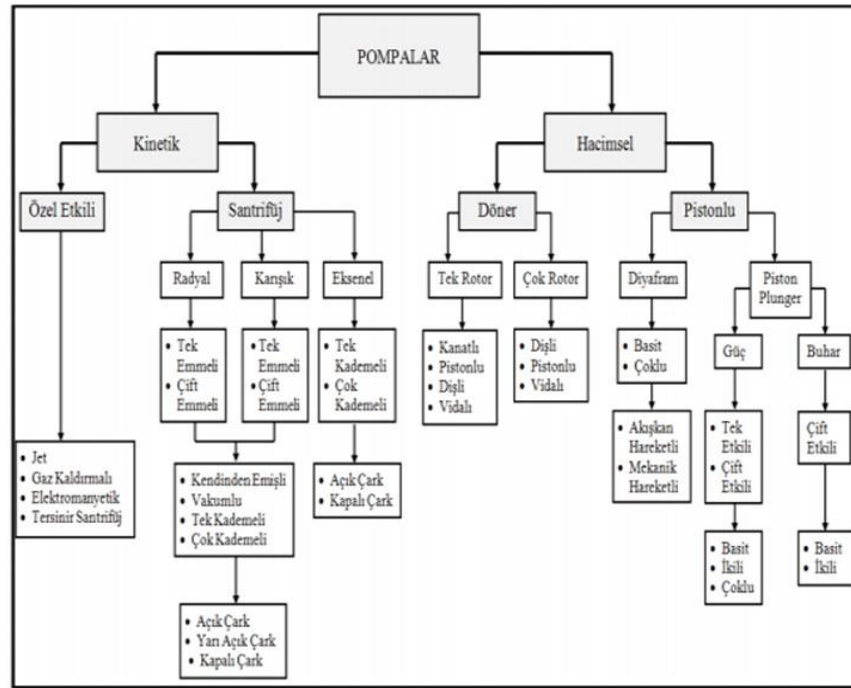 POMPALAR
Kinetik
Hacimsel
Özel Etkili
Santrifüj
Döner
Pistonlu
Radyal
Karışık
Eksenel
Tek Rotor
Çok Rotor
Diyafram
Piston
Plunger
• Tek
Emmeli
• Çift
Emmeli
• Tek
Emmeli
• Çift
Emmeli
• Tek
Kademeli
• Çok
Kademeli
• Kanatlı
• Pistonlu
• Dişli
• Vidalı
• Dişli
• Pistonlu
• Vidalı
• Basit
• Çoklu
Güç
Buhar
• Jet
• Gaz Kaldırmalı
• Elektromanyetik
• Tersinir Santrifüj
• Kendinden Emişli
• Vakumlu
• Tek Kademeli
• Çok Kademeli
• Açık Çark
• Kapalı Çark
• Akışkan
Hareketli
• Mekanik
Hareketli
• Tek
Etkili
• Çift
Etkili
Çift
Etkili
• Basit
• İkili
• Çoklu
• Basit
• İkili
• Açık Çark
• Yarı Açık Çark
• Kapalı Çark